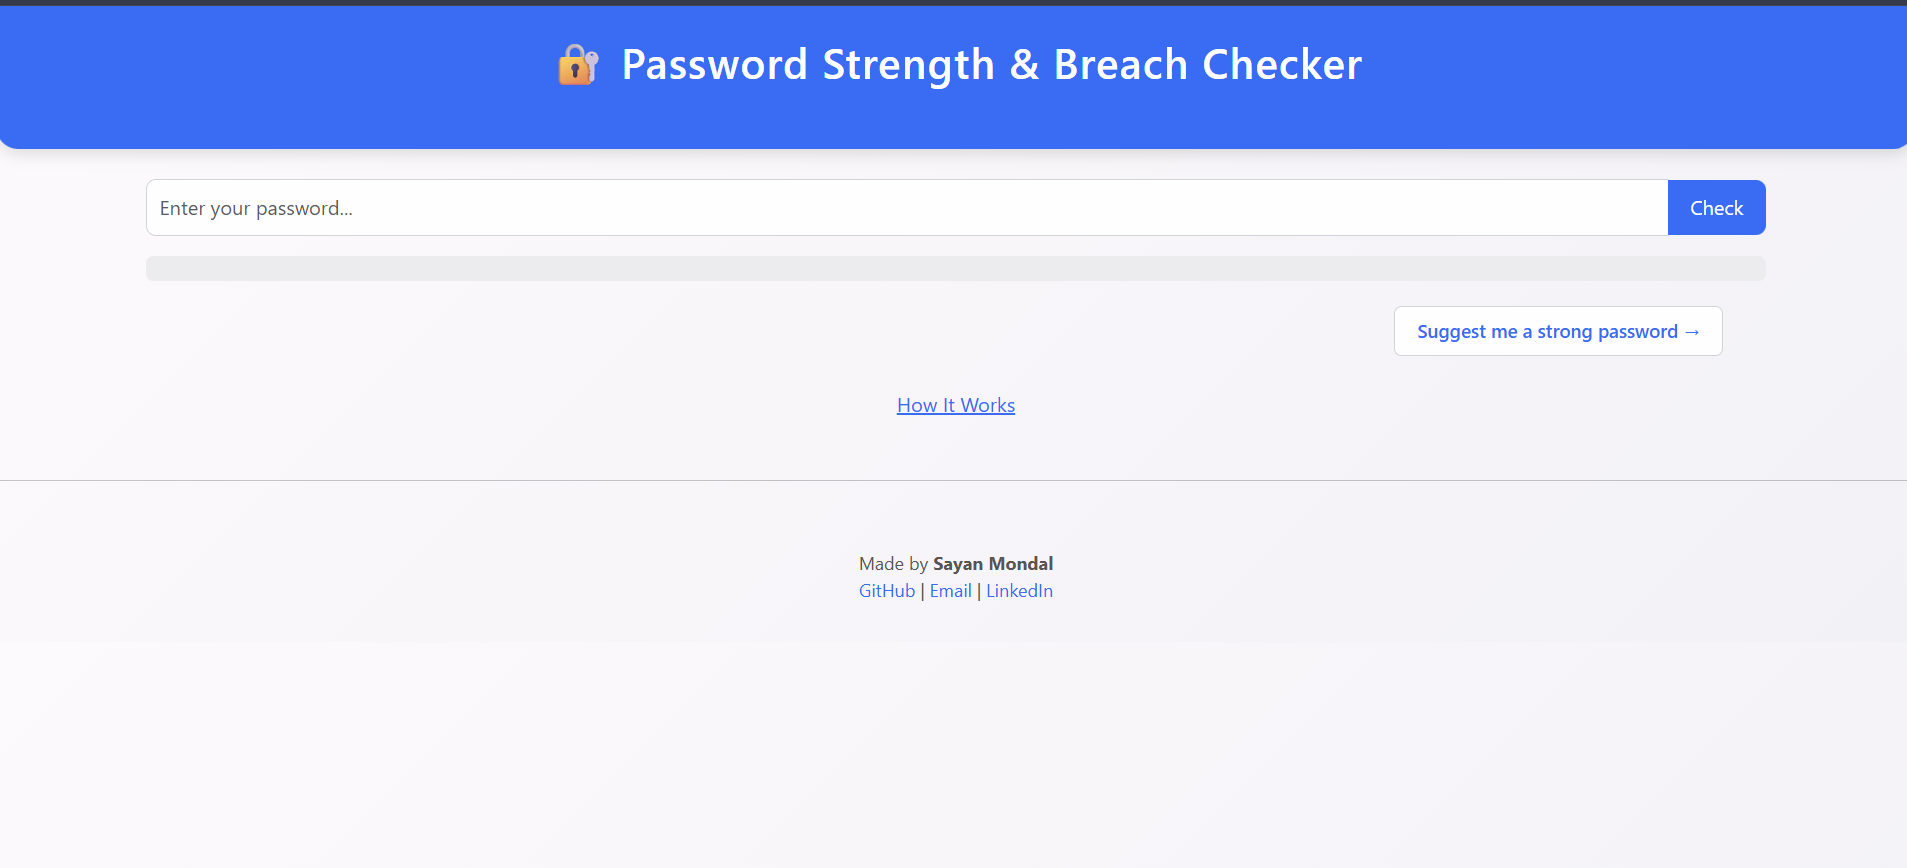 🔐 Password Strength & Breach Checker
Enter your password...
Check
Suggest me a strong password →
How It Works
Made by Sayan Mondal
GitHub | Email | LinkedIn